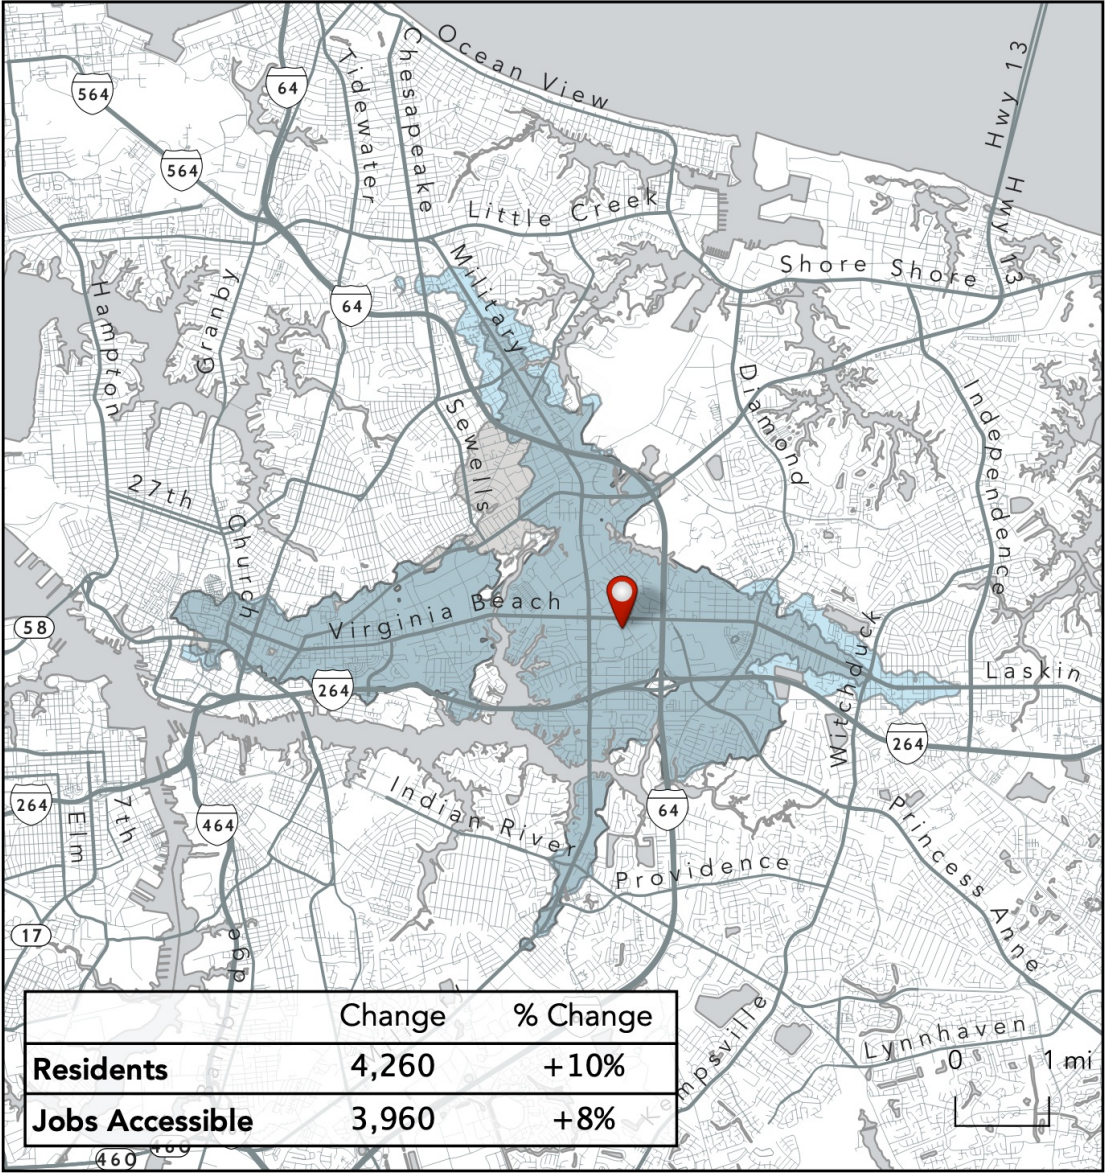 Ocean View
Hwy 13
564
64
Tidewater
Chesapeake
564
Hwy 13
Little Creek
Military
Shore Shore
64
Hampton
Granby
Diamond
Independence
Sewells
27th
Church
Virginia Beach
58
Witchduck
Laskin
264
264
Indian River
264
7th
Elm
464
64
Princess Anne
Providence
17
Kempsville
Lynnhaven
0 1 mi
Change % Change
Residents 4,260 +10%
Jobs Accessible 3,960 +8%
460
460